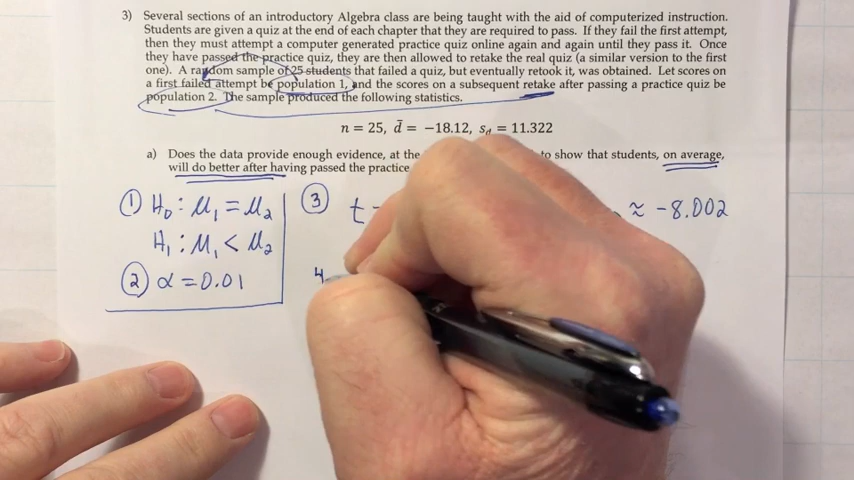 3) Several sections of an introductory Algebra class are being taught with the aid of computerized instruction.
Students are given a quiz at the end of each chapter that they are required to pass. If they fail the first attempt,
then they must attempt a computer generated practice quiz online again and again until they pass it. Once
they have passed the practice quiz, they are then allowed to retake the real quiz (a similar version to the first
one). A random sample of 25 students that failed a quiz, but eventually retook it, was obtained. Let scores on
a first failed attempt be population 1, and the scores on a subsequent retake after passing a practice quiz be
population 2. The sample produced the following statistics.
n = 25, d̄ = −18.12, s_d = 11.322
a) Does the data provide enough evidence, at the to show that students, on average,
will do better after having passed the practice
① H₀ : μ₁ = μ₂
H₁ : μ₁ < μ₂
② α = 0.01
③ t ≈ −8.002
4